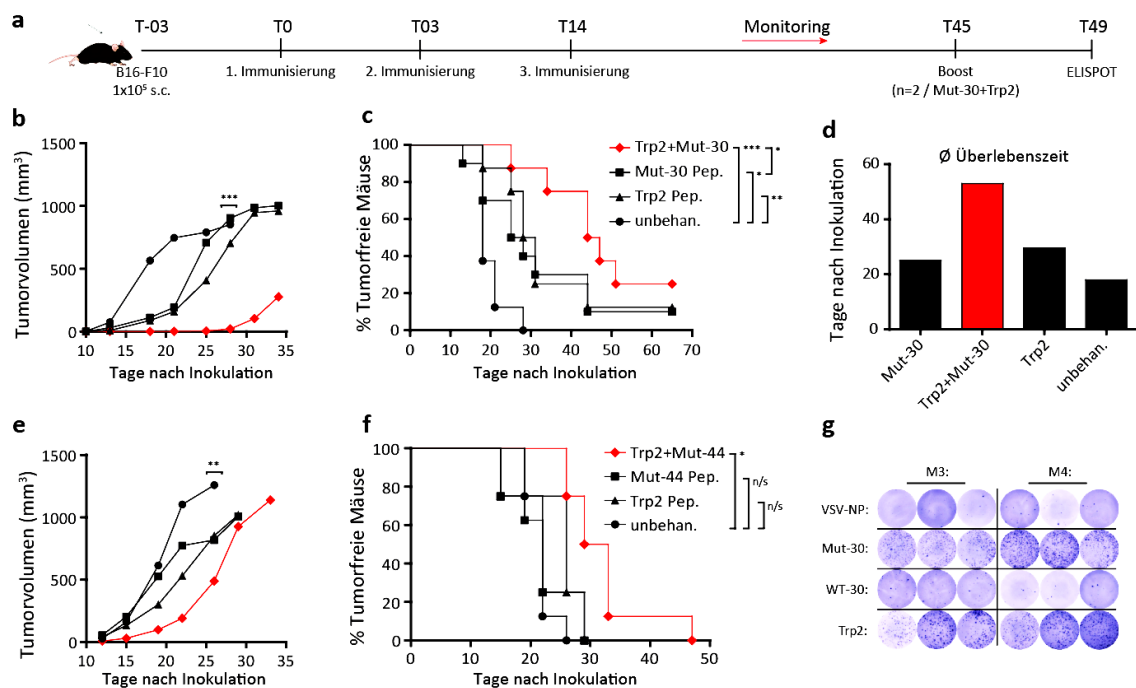 a
T-03
T0
T03
T14
Monitoring
T45
T49
B16-F10
1x10⁵ s.c.
1. Immunisierung
2. Immunisierung
3. Immunisierung
Boost
(n=2 / Mut-30+Trp2)
ELISPOT
b
Tumorvolumen (mm³)
1500
1000
500
0
10
15
20
25
30
35
***
Tage nach Inokulation
c
% Tumorfreie Mäuse
100
80
60
40
20
0
0
10
20
30
40
50
60
70
Tage nach Inokulation
Trp2+Mut-30
Mut-30 Pep.
Trp2 Pep.
unbehan.
***
*
*
**
d
Ø Überlebenszeit
Tage nach Inokulation
60
40
20
0
Mut-30
Trp2+Mut-30
Trp2
unbehan.
e
Tumorvolumen (mm³)
1500
1000
500
0
10
15
20
25
30
35
**
Tage nach Inokulation
f
% Tumorfreie Mäuse
100
80
60
40
20
0
0
10
20
30
40
50
Tage nach Inokulation
Trp2+Mut-44
Mut-44 Pep.
Trp2 Pep.
unbehan.
*
n/s
n/s
g
M3:
M4:
VSV-NP:
Mut-30:
WT-30:
Trp2: